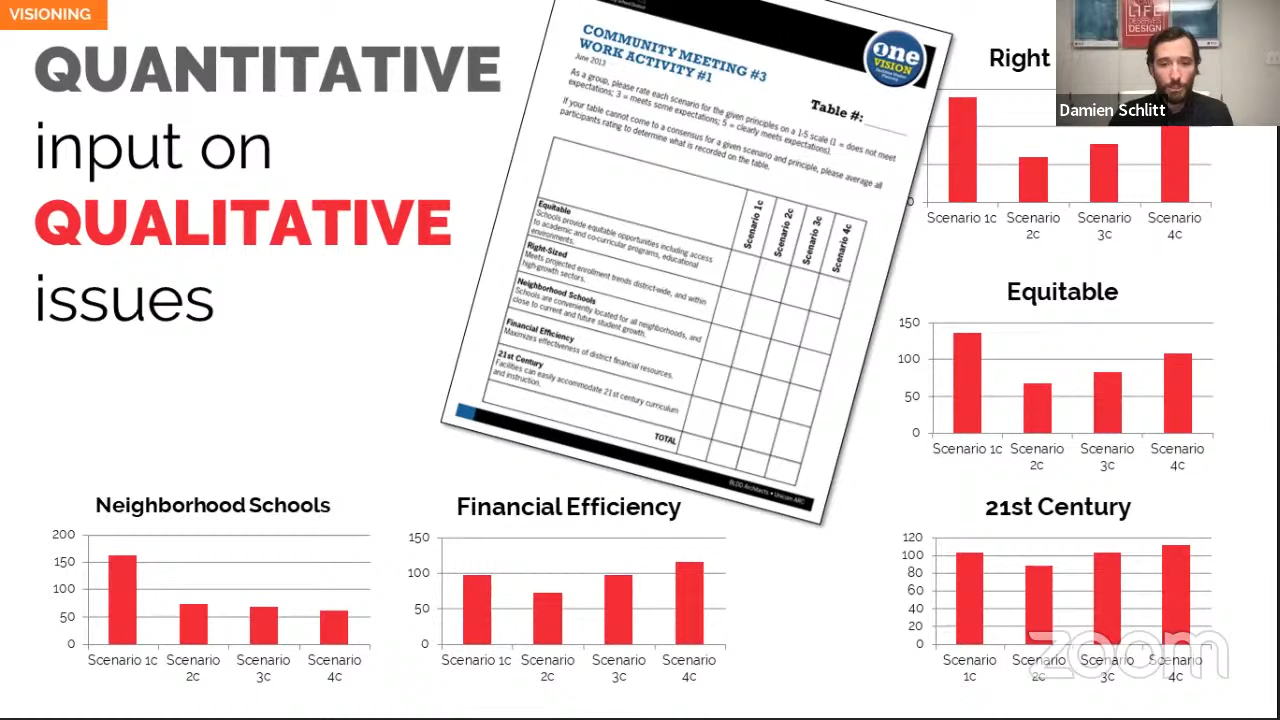 VISIONING
QUANTITATIVE
input on
QUALITATIVE
issues
COMMUNITY MEETING #3
WORK ACTIVITY #1
June 2013
one
VISION
Table #:
As a group, please rate each scenario for the given principles on a 1-5 scale (1 = does not meet
expectations; 3 = meets some expectations; 5 = clearly meets expectations).
If your table cannot come to a consensus for a given scenario and principle, please average all
participants rating to determine what is recorded on the table.
Scenario 1c
Scenario 2c
Scenario 3c
Scenario 4c
Equitable
Schools provide equitable opportunities including access
to academic and co-curricular programs, educational
environments.
Right-Sized
Meets projected enrollment trends district-wide, and within
high-growth sectors.
Neighborhood Schools
Schools are conveniently located for all neighborhoods, and
close to current and future student growth.
Financial Efficiency
Maximizes effectiveness of district financial resources.
21st Century
Facilities can easily accommodate 21st century curriculum
and instruction.
TOTAL
BLDD Architects • Unicom ARC
LIFE
DESERVES
DESIGN
Damien Schlitt
Right
0
Scenario 1c
Scenario
2c
Scenario
3c
Scenario
4c
Equitable
150
100
50
0
Scenario 1c
Scenario
2c
Scenario
3c
Scenario
4c
Neighborhood Schools
200
150
100
50
0
Scenario 1c
Scenario
2c
Scenario
3c
Scenario
4c
Financial Efficiency
150
100
50
0
Scenario 1c
Scenario
2c
Scenario
3c
Scenario
4c
21st Century
120
100
80
60
40
20
0
Scenario
1c
Scenario
2c
Scenario
3c
Scenario
4c
zoom